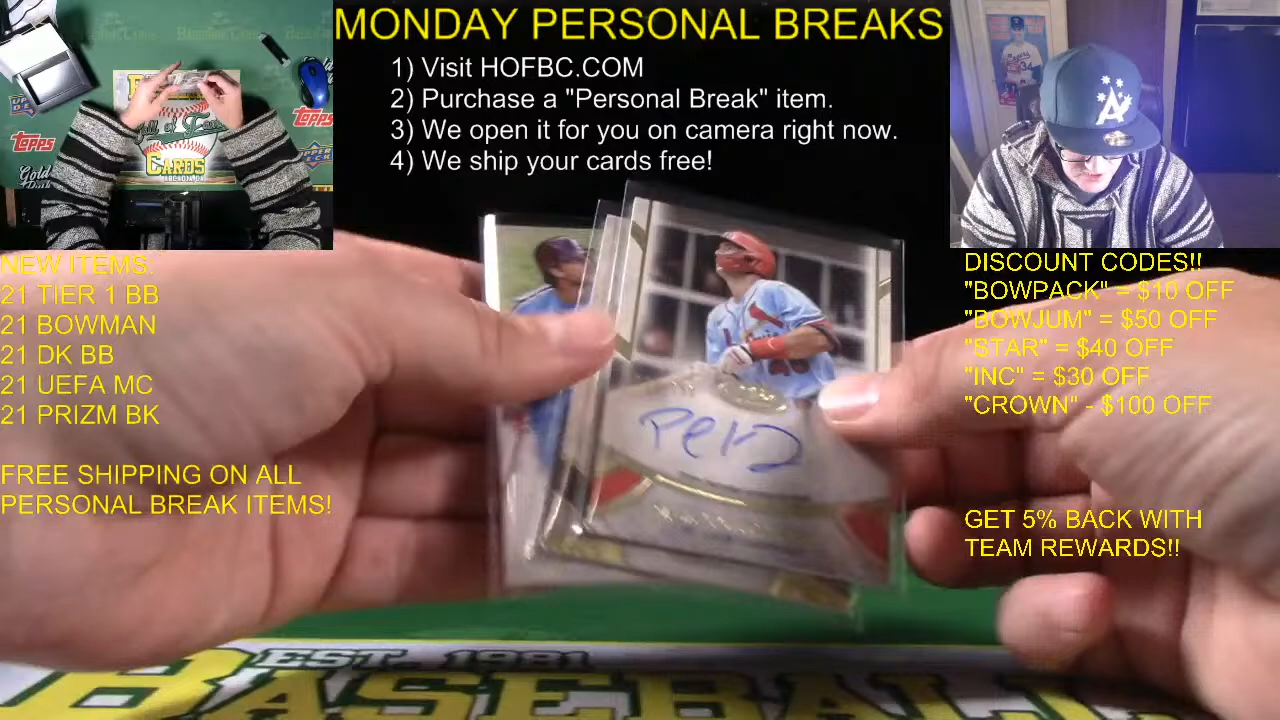 MONDAY PERSONAL BREAKS
1) Visit HOFBC.COM
2) Purchase a "Personal Break" item.
3) We open it for you on camera right now.
4) We ship your cards free!
NEW ITEMS:
21 TIER 1 BB
21 BOWMAN
21 DK BB
21 UEFA MC
21 PRIZM BK
FREE SHIPPING ON ALL
PERSONAL BREAK ITEMS!
DISCOUNT CODES!!
"BOWPACK" = $10 OFF
"BOWJUM" = $50 OFF
"STAR" = $40 OFF
"INC" = $30 OFF
"CROWN" - $100 OFF
GET 5% BACK WITH
TEAM REWARDS!!
topps
topps
Gold
CARDS
EST. 1981
BASEBALL